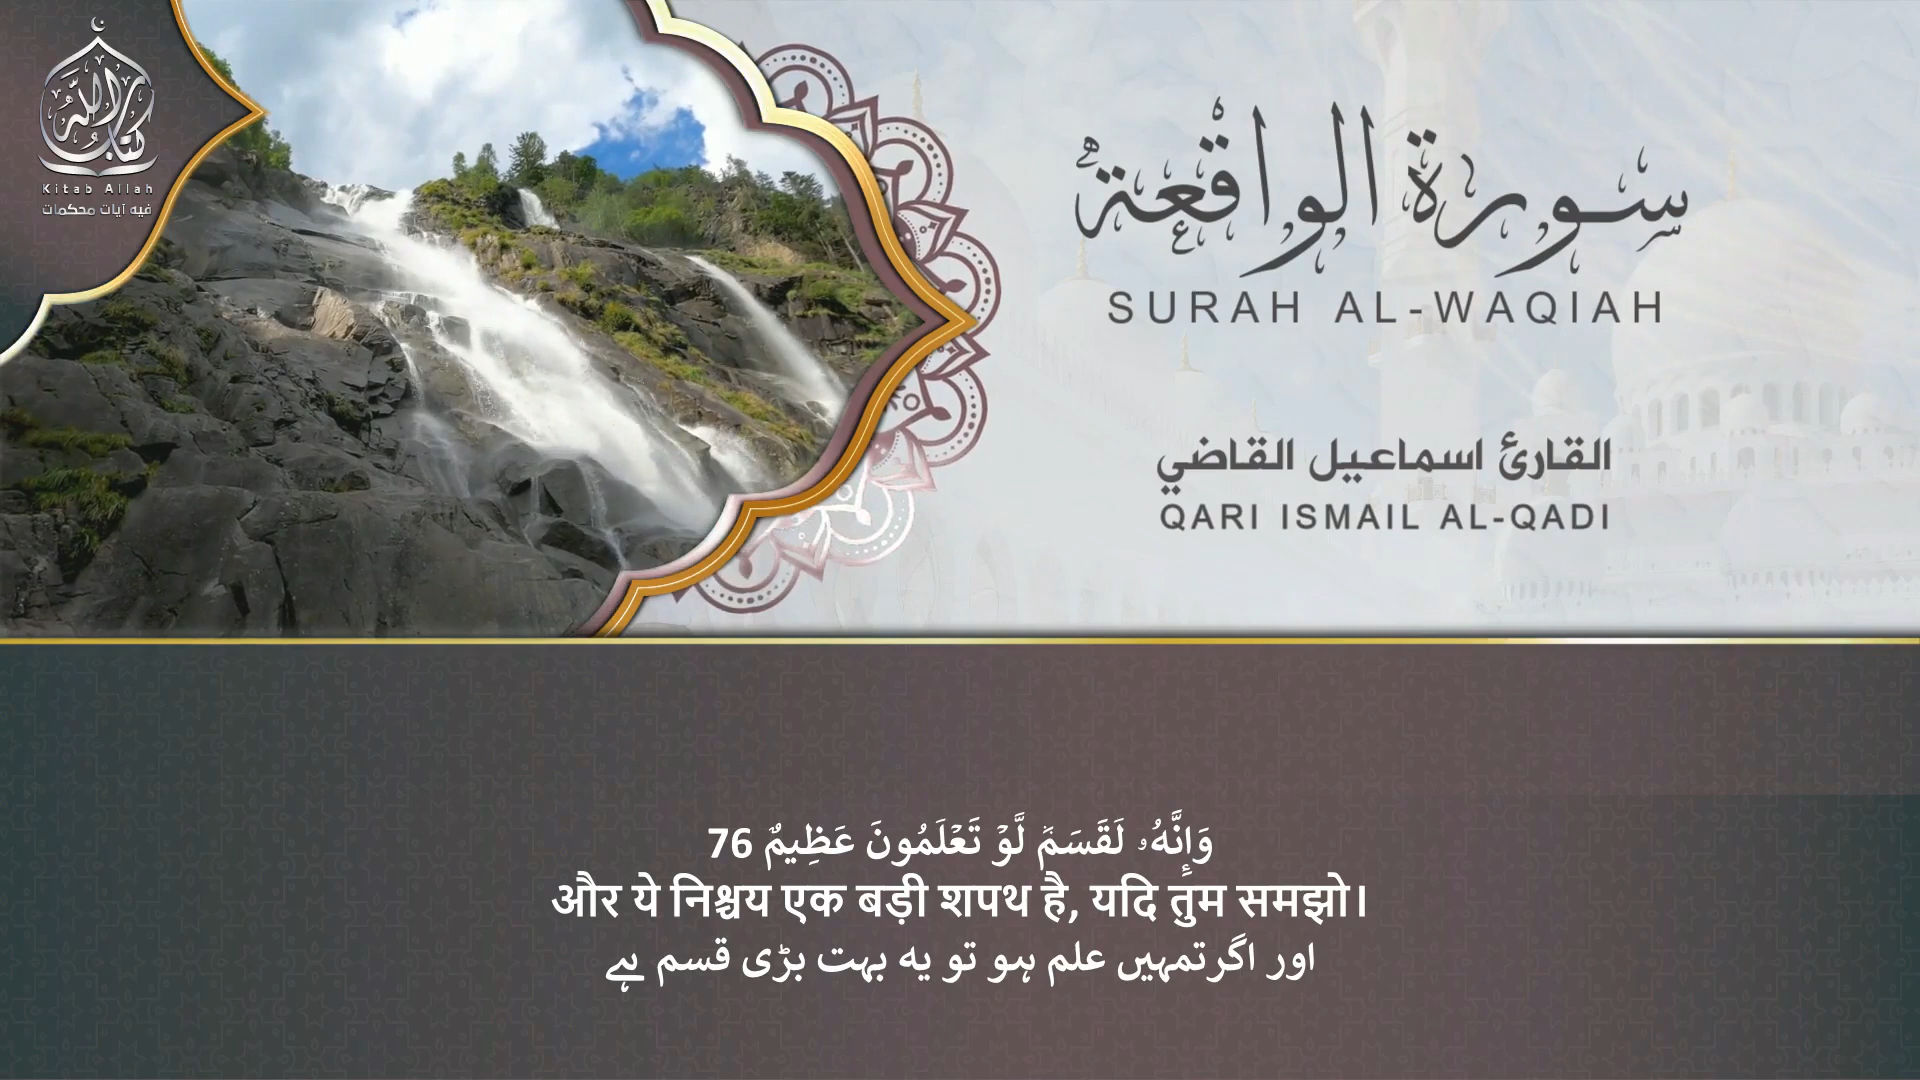 كتاب الله
Kitab Allah
فيه آيات محكمات
سورة الواقعة
SURAH AL-WAQIAH
القارئ اسماعيل القاضي
QARI ISMAIL AL-QADI
وَإِنَّهُۥ لَقَسَمٌ لَّوْ تَعْلَمُونَ عَظِيمٌ 76
और ये निश्चय एक बड़ी शपथ है, यदि तुम समझो।
اور اگرتمہیں علم ہو تو یہ بہت بڑی قسم ہے